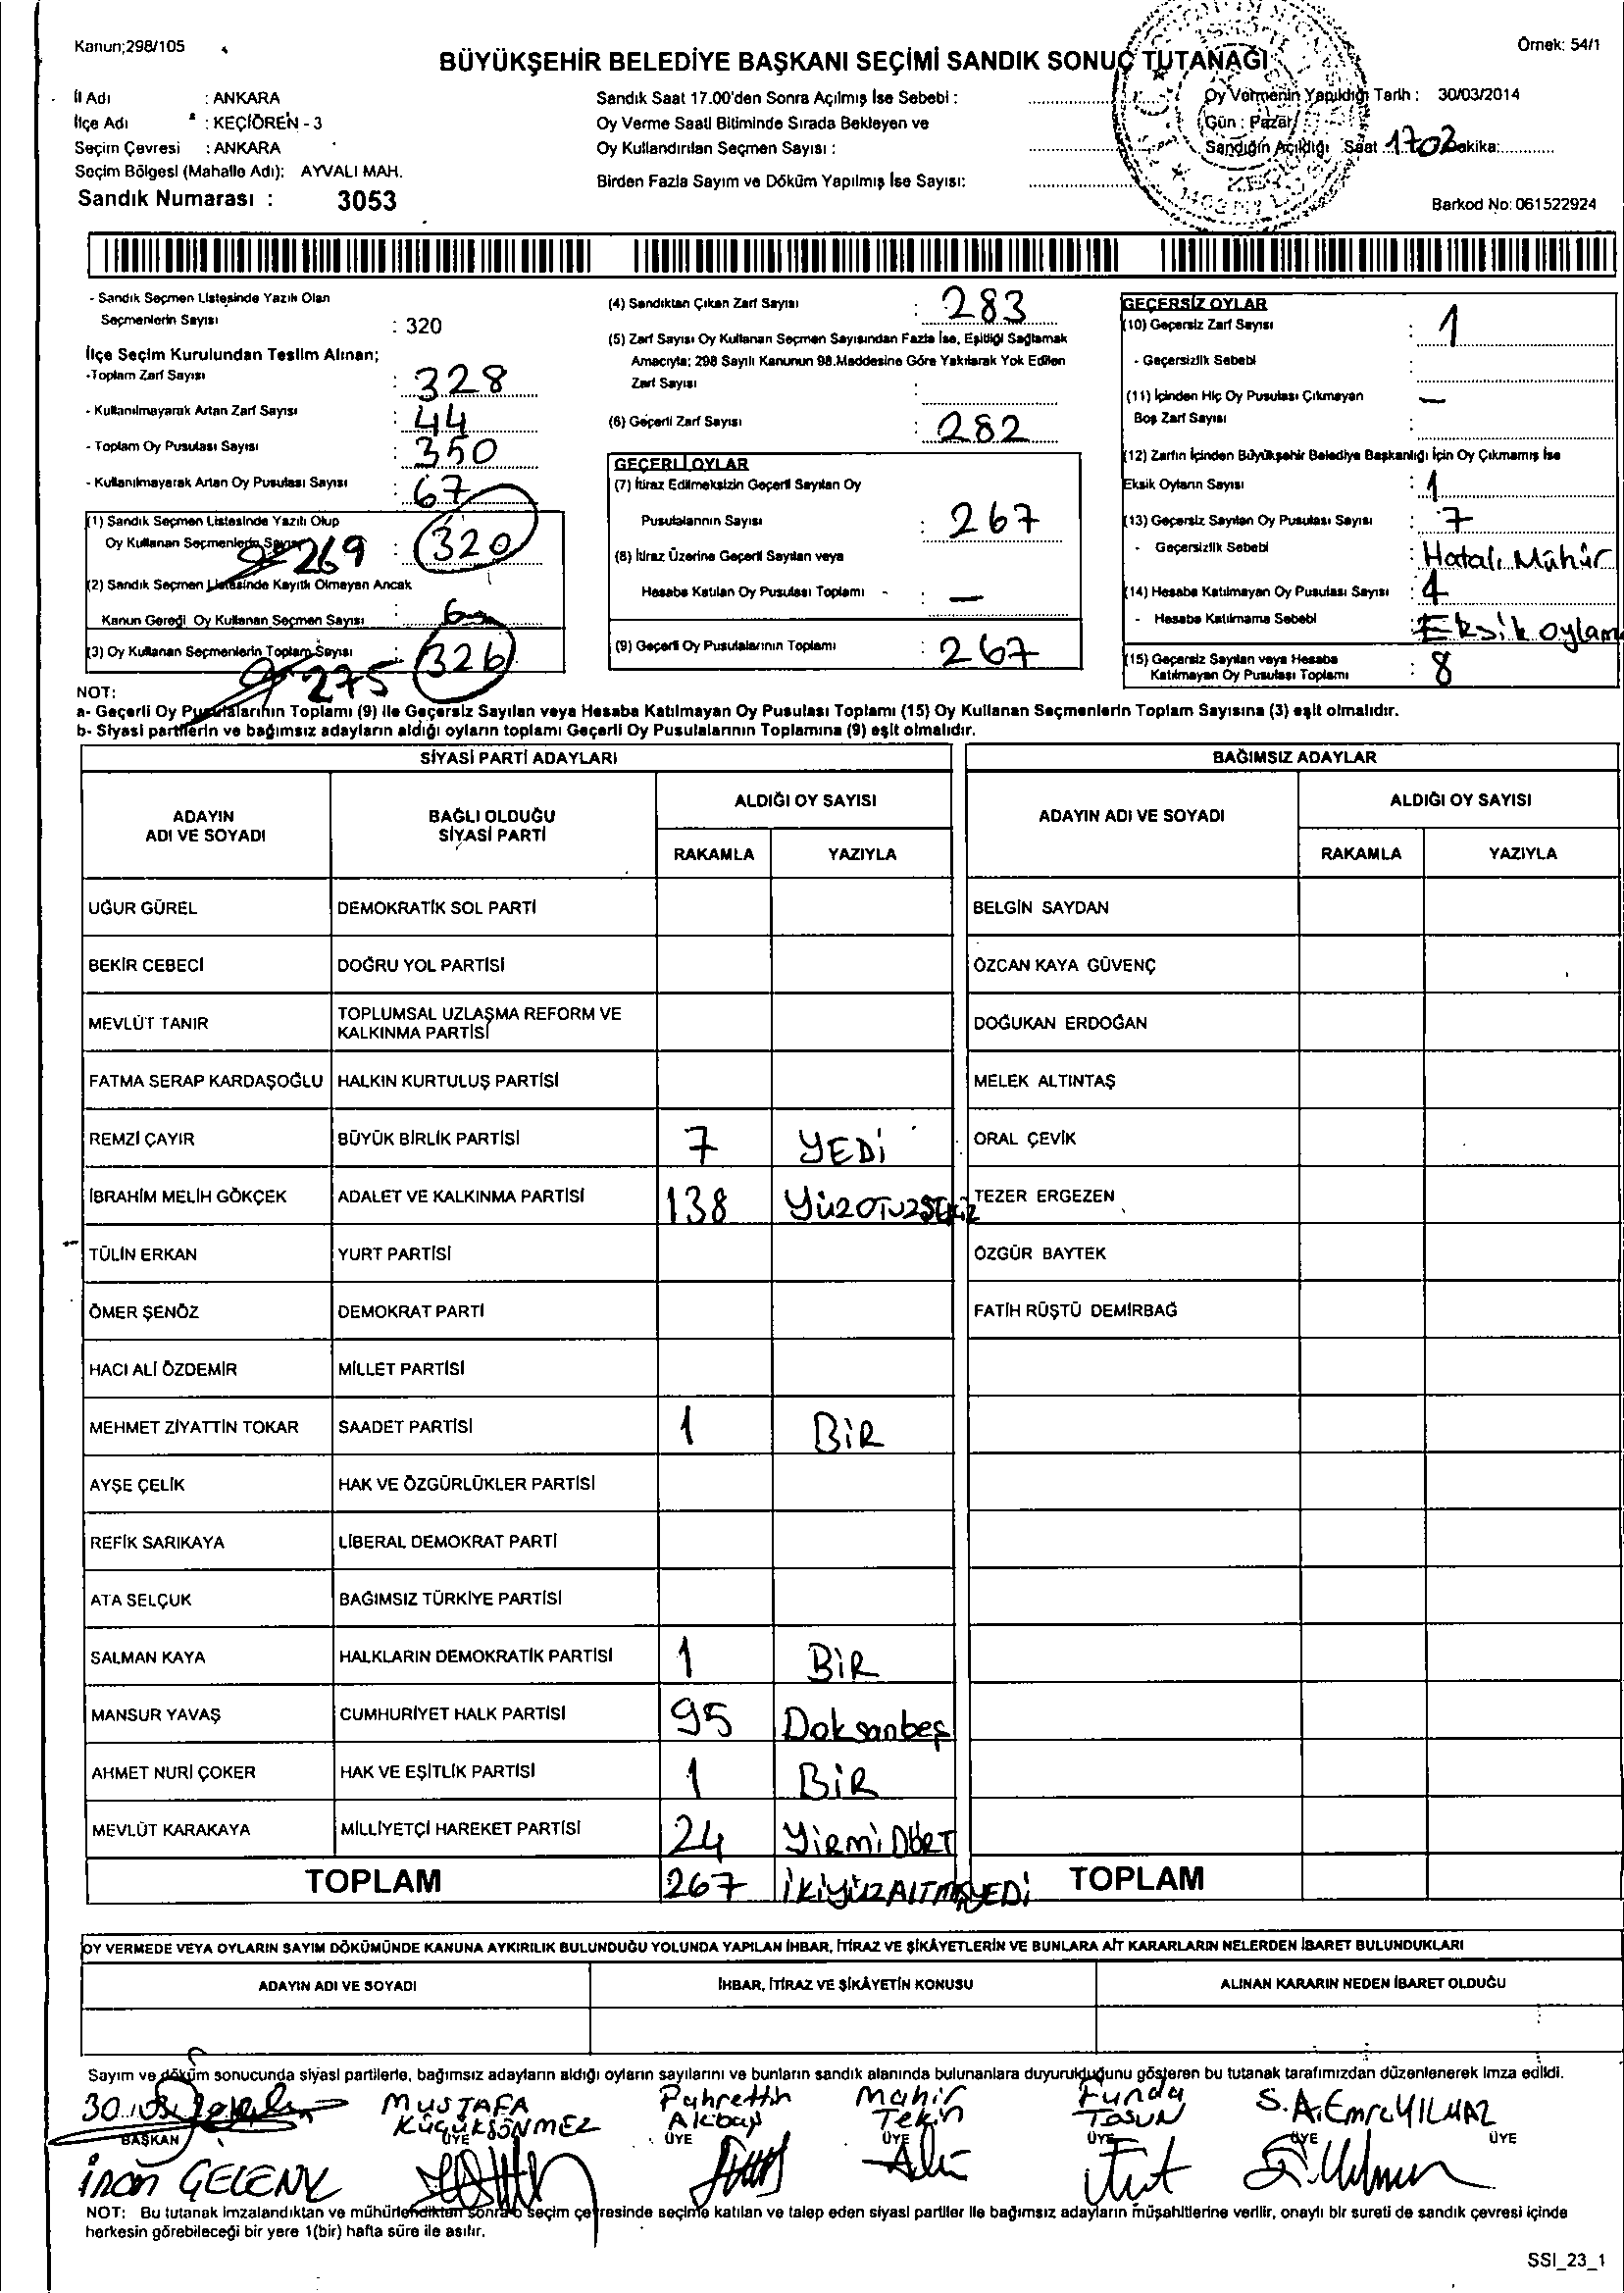 Kanun;298/105
Örnek: 54/1
BÜYÜKŞEHİR BELEDİYE BAŞKANI SEÇİMİ SANDIK SONUÇ TUTANAĞI
İl Adı : ANKARA
İlçe Adı : KEÇİÖREN - 3
Seçim Çevresi : ANKARA
Seçim Bölgesi (Mahalle Adı): AYVALI MAH.
Sandık Numarası : 3053
Sandık Saat 17.00'den Sonra Açılmış İse Sebebi :
Oy Verme Saati Bitiminde Sırada Bekleyen ve
Oy Kullandırılan Seçmen Sayısı :
Birden Fazla Sayım ve Döküm Yapılmış İse Sayısı:
Oy Vermenin Yapıldığı Tarih : 30/03/2014
Gün : Pazar
Sandığın Açıldığı Saat 1703 Dakika:
Barkod No: 061522924
- Sandık Seçmen Listesinde Yazılı Olan
Seçmenlerin Sayısı : 320
İlçe Seçim Kurulundan Teslim Alınan;
-Toplam Zarf Sayısı : 328
- Kullanılmayarak Artan Zarf Sayısı : 44
- Toplam Oy Pusulası Sayısı : 350
- Kullanılmayarak Artan Oy Pusulası Sayısı : 67
(1) Sandık Seçmen Listesinde Yazılı Olup
Oy Kullanan Seçmenlerin Sayısı 269 : 320
(2) Sandık Seçmen Listesinde Kayıtlı Olmayan Ancak
Kanun Gereği Oy Kullanan Seçmen Sayısı : 6
(3) Oy Kullanan Seçmenlerin Toplam Sayısı : 326
275
(4) Sandıktan Çıkan Zarf Sayısı : 283
(5) Zarf Sayısı Oy Kullanan Seçmen Sayısından Fazla İse, Eşitliği Sağlamak
Amacıyla; 298 Sayılı Kanunun 98.Maddesine Göre Yakılarak Yok Edilen
Zarf Sayısı :
(6) Geçerli Zarf Sayısı : 282
GEÇERLİ OYLAR
(7) İtiraz Edilmeksizin Geçerli Sayılan Oy
Pusulalarının Sayısı : 267
(8) İtiraz Üzerine Geçerli Sayılan veya
Hesaba Katılan Oy Pusulası Toplamı - : —
(9) Geçerli Oy Pusulalarının Toplamı : 267
GEÇERSİZ OYLAR
(10) Geçersiz Zarf Sayısı : 1
- Geçersizlik Sebebi :
(11) İçinden Hiç Oy Pusulası Çıkmayan —
Boş Zarf Sayısı :
(12) Zarfın İçinden Büyükşehir Belediye Başkanlığı İçin Oy Çıkmamış İse
Eksik Oyların Sayısı : 1
(13) Geçersiz Sayılan Oy Pusulası Sayısı : 7
- Geçersizlik Sebebi : Hatalı Mühür
(14) Hesaba Katılmayan Oy Pusulası Sayısı :
- Hesaba Katılmama Sebebi : Eksik oylama
(15) Geçersiz Sayılan veya Hesaba
Katılmayan Oy Pusulası Toplamı : 8
NOT:
a- Geçerli Oy Pusulalarının Toplamı (9) ile Geçersiz Sayılan veya Hesaba Katılmayan Oy Pusulası Toplamı (15) Oy Kullanan Seçmenlerin Toplam Sayısına (3) eşit olmalıdır.
b- Siyasi partilerin ve bağımsız adayların aldığı oyların toplamı Geçerli Oy Pusulalarının Toplamına (9) eşit olmalıdır.
SİYASİ PARTİ ADAYLARI
BAĞIMSIZ ADAYLAR
ADAYIN
ADI VE SOYADI
BAĞLI OLDUĞU
SİYASİ PARTİ
ALDIĞI OY SAYISI
RAKAMLA YAZIYLA
ADAYIN ADI VE SOYADI
ALDIĞI OY SAYISI
RAKAMLA YAZIYLA
UĞUR GÜREL DEMOKRATİK SOL PARTİ BELGİN SAYDAN
BEKİR CEBECİ DOĞRU YOL PARTİSİ ÖZCAN KAYA GÜVENÇ
MEVLÜT TANIR TOPLUMSAL UZLAŞMA REFORM VE
KALKINMA PARTİSİ DOĞUKAN ERDOĞAN
FATMA SERAP KARDAŞOĞLU HALKIN KURTULUŞ PARTİSİ MELEK ALTINTAŞ
REMZİ ÇAYIR BÜYÜK BİRLİK PARTİSİ 7 YEDİ ORAL ÇEVİK
İBRAHİM MELİH GÖKÇEK ADALET VE KALKINMA PARTİSİ 138 YüzOTuzSEKiz TEZER ERGEZEN
TÜLİN ERKAN YURT PARTİSİ ÖZGÜR BAYTEK
ÖMER ŞENÖZ DEMOKRAT PARTİ FATİH RÜŞTÜ DEMİRBAĞ
HACI ALİ ÖZDEMİR MİLLET PARTİSİ
MEHMET ZİYATTİN TOKAR SAADET PARTİSİ 1 BİR
AYŞE ÇELİK HAK VE ÖZGÜRLÜKLER PARTİSİ
REFİK SARIKAYA LİBERAL DEMOKRAT PARTİ
ATA SELÇUK BAĞIMSIZ TÜRKİYE PARTİSİ
SALMAN KAYA HALKLARIN DEMOKRATİK PARTİSİ 1 BİR
MANSUR YAVAŞ CUMHURİYET HALK PARTİSİ 95 Doksanbeş
AHMET NURİ ÇOKER HAK VE EŞİTLİK PARTİSİ 1 BİR
MEVLÜT KARAKAYA MİLLİYETÇİ HAREKET PARTİSİ 24 YİRMİ DÖRT
TOPLAM 267 İKİYÜZALTMIŞYEDİ TOPLAM
OY VERMEDE VEYA OYLARIN SAYIM DÖKÜMÜNDE KANUNA AYKIRILIK BULUNDUĞU YOLUNDA YAPILAN İHBAR, İTİRAZ VE ŞİKÂYETLERİN VE BUNLARA AİT KARARLARIN NELERDEN İBARET BULUNDUKLARI
ADAYIN ADI VE SOYADI İHBAR, İTİRAZ VE ŞİKÂYETİN KONUSU ALINAN KARARIN NEDEN İBARET OLDUĞU
Sayım ve döküm sonucunda siyasi partilerle, bağımsız adayların aldığı oyların sayılarını ve bunların sandık alanında bulunanlara duyurulduğunu gösteren bu tutanak tarafımızdan düzenlenerek imza edildi.
MUSTAFA Pahrettin Mahir Funda S.A.Emre YILMAZ
KüçükSÖNMEZ Akbaş Tekin TOSUN
BAŞKAN ÜYE ÜYE ÜYE ÜYE ÜYE ÜYE
inan
NOT: Bu tutanak imzalandıktan ve mühürlendikten sonra o seçim çevresinde seçime katılan ve talep eden siyasi partiler ile bağımsız adayların müşahitlerine verilir, onaylı bir sureti de sandık çevresi içinde
herkesin görebileceği bir yere 1(bir) hafta süre ile asılır.
SSI_23_1